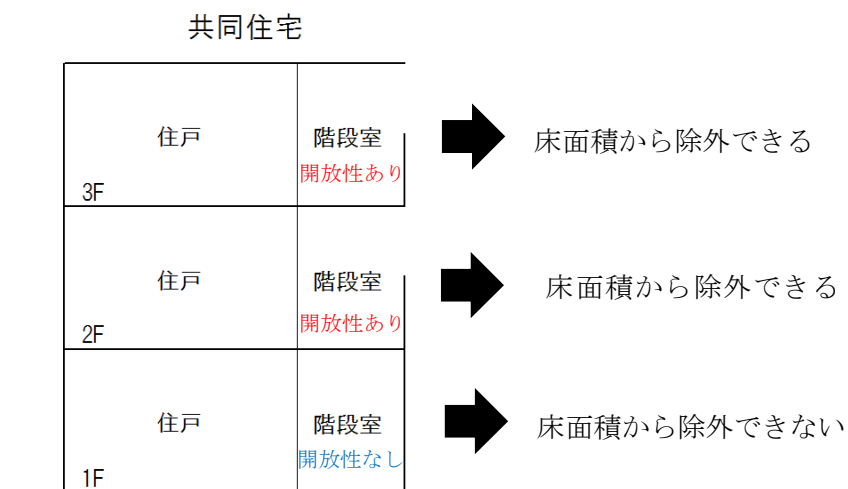 共同住宅
住戸
階段室
開放性あり
3F
床面積から除外できる
住戸
階段室
開放性あり
2F
床面積から除外できる
住戸
階段室
開放性なし
1F
床面積から除外できない